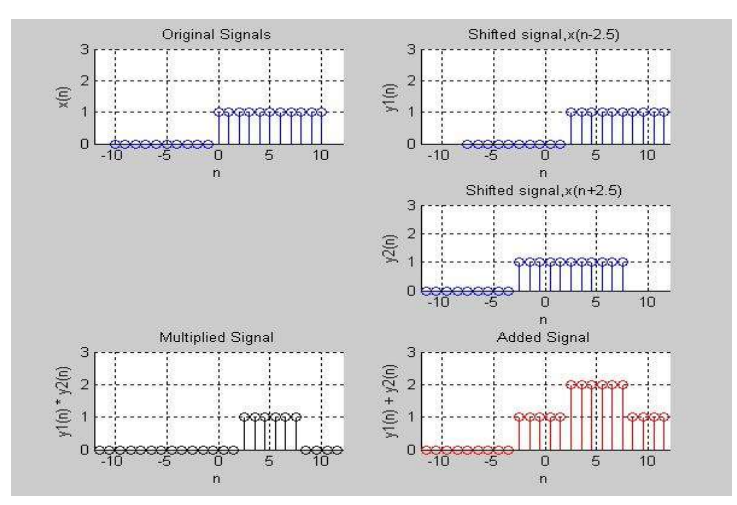 Original Signals
3
2
1
0
x(n)
-10 -5 0 5 10
n
Shifted signal,x(n-2.5)
3
2
1
0
y1(n)
-10 -5 0 5 10
n
Shifted signal,x(n+2.5)
3
2
1
0
y2(n)
-10 -5 0 5 10
n
Multiplied Signal
3
2
1
0
y1(n) * y2(n)
-10 -5 0 5 10
n
Added Signal
3
2
1
0
y1(n) + y2(n)
-10 -5 0 5 10
n